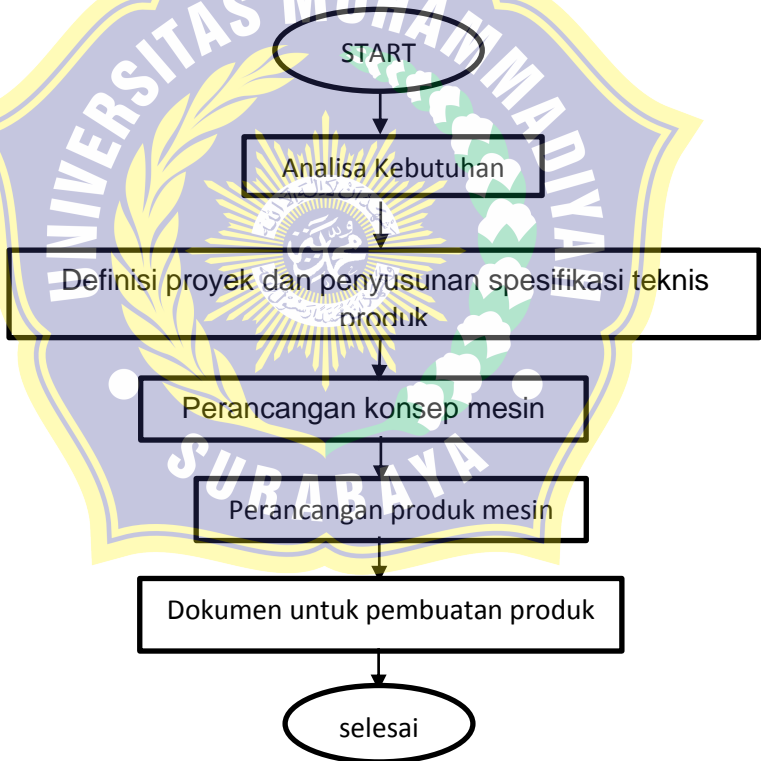 UNIVERSITAS MUHAMMADIYAH
START
Analisa Kebutuhan
Definisi proyek dan penyusunan spesifikasi teknis
produk
Perancangan konsep mesin
SURABAYA
Perancangan produk mesin
Dokumen untuk pembuatan produk
selesai